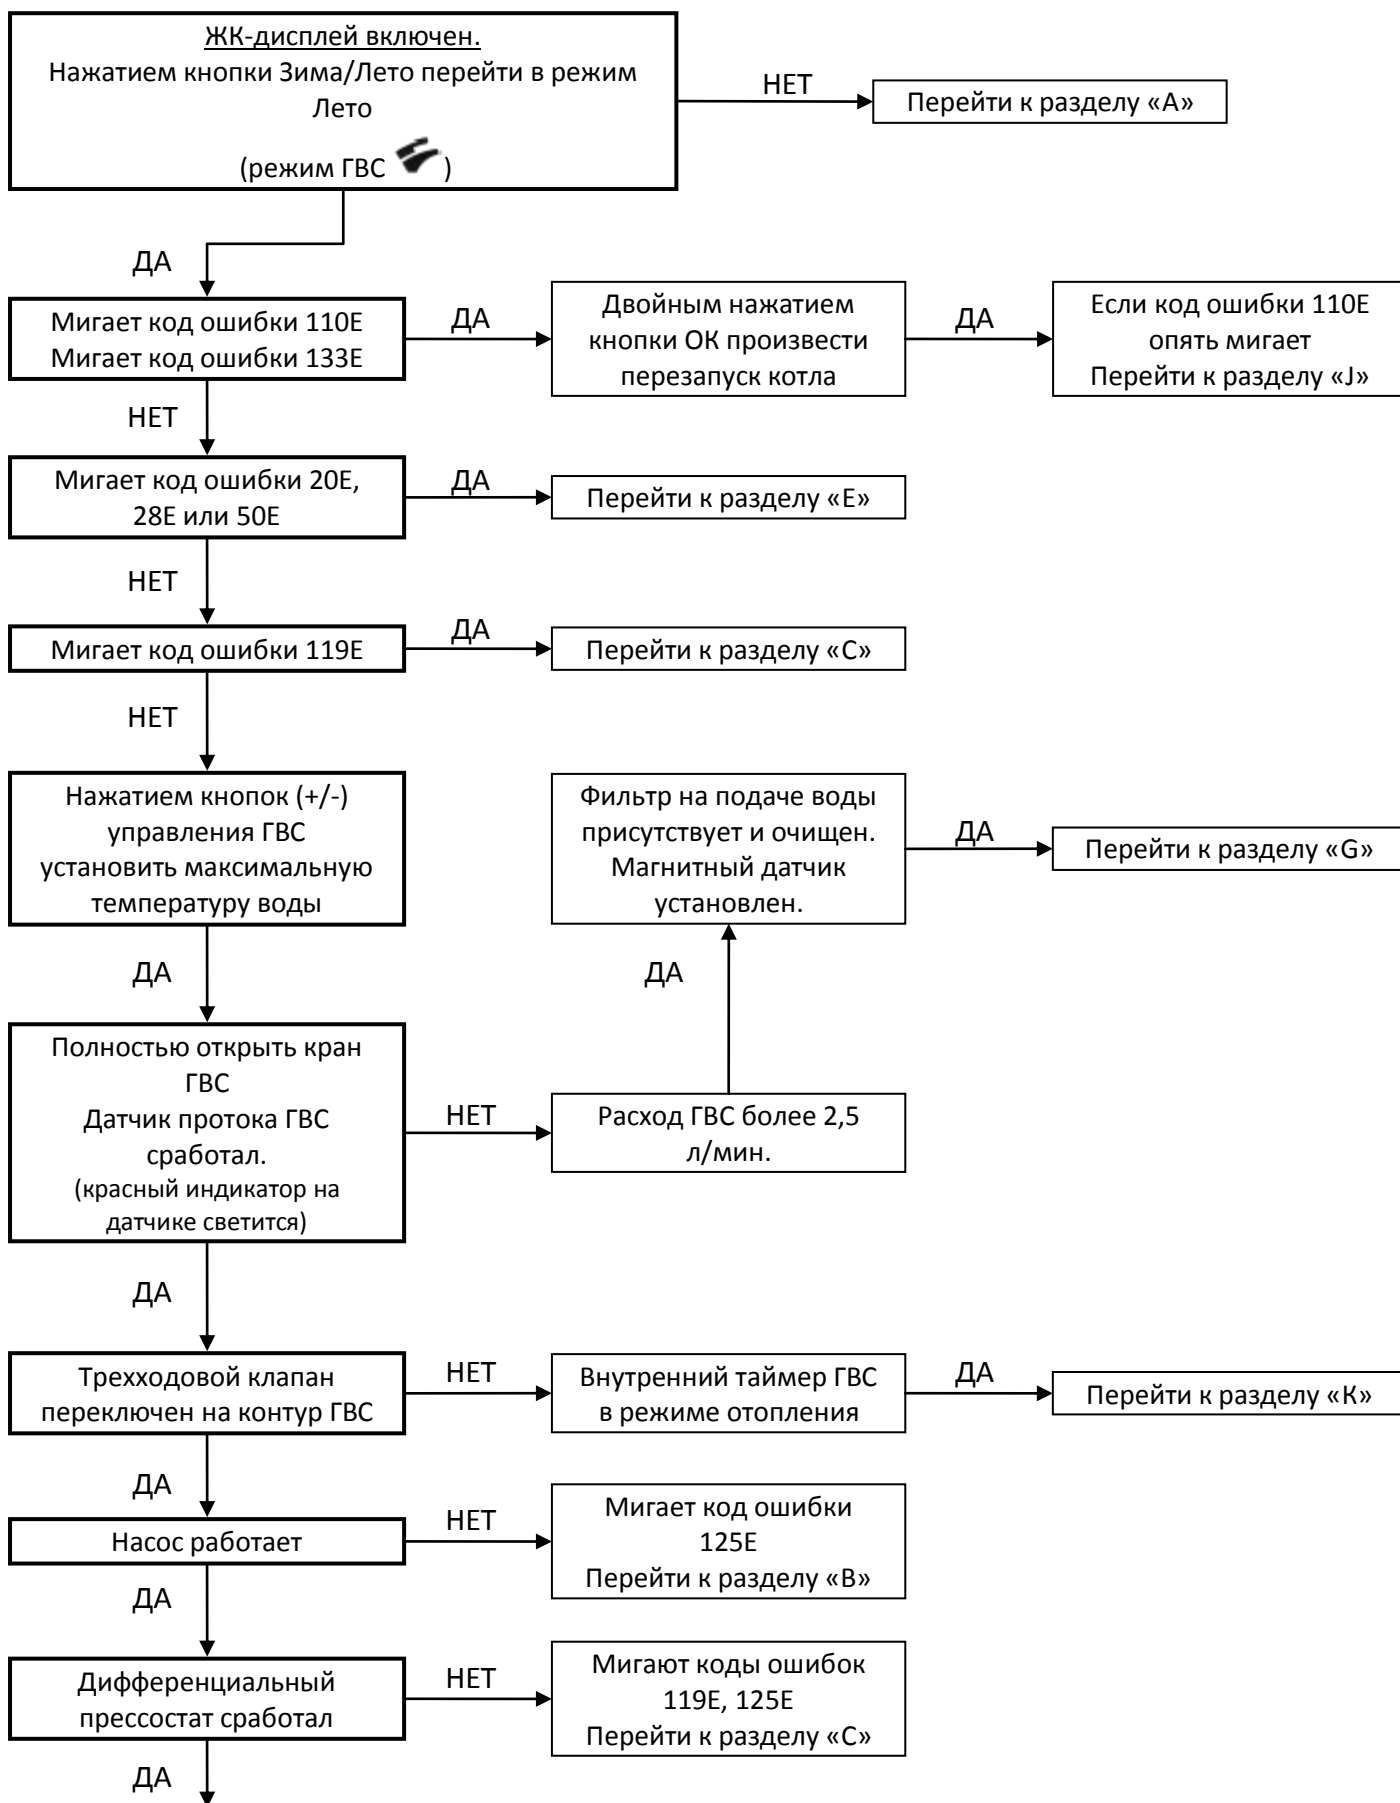 ЖК-дисплей включен.
Нажатием кнопки Зима/Лето перейти в режим
Лето
(режим ГВС )
НЕТ
Перейти к разделу «А»
ДА
Мигает код ошибки 110Е
Мигает код ошибки 133Е
ДА
Двойным нажатием
кнопки ОК произвести
перезапуск котла
ДА
Если код ошибки 110Е
опять мигает
Перейти к разделу «J»
НЕТ
Мигает код ошибки 20Е,
28Е или 50Е
ДА
Перейти к разделу «Е»
НЕТ
Мигает код ошибки 119Е
ДА
Перейти к разделу «С»
НЕТ
Нажатием кнопок (+/-)
управления ГВС
установить максимальную
температуру воды
Фильтр на подаче воды
присутствует и очищен.
Магнитный датчик
установлен.
ДА
Перейти к разделу «G»
ДА
ДА
Полностью открыть кран
ГВС
Датчик протока ГВС
сработал.
(красный индикатор на
датчике светится)
НЕТ
Расход ГВС более 2,5
л/мин.
ДА
Трехходовой клапан
переключен на контур ГВС
НЕТ
Внутренний таймер ГВС
в режиме отопления
ДА
Перейти к разделу «К»
ДА
Насос работает
НЕТ
Мигает код ошибки
125Е
Перейти к разделу «В»
ДА
Дифференциальный
прессостат сработал
НЕТ
Мигают коды ошибок
119Е, 125Е
Перейти к разделу «С»
ДА